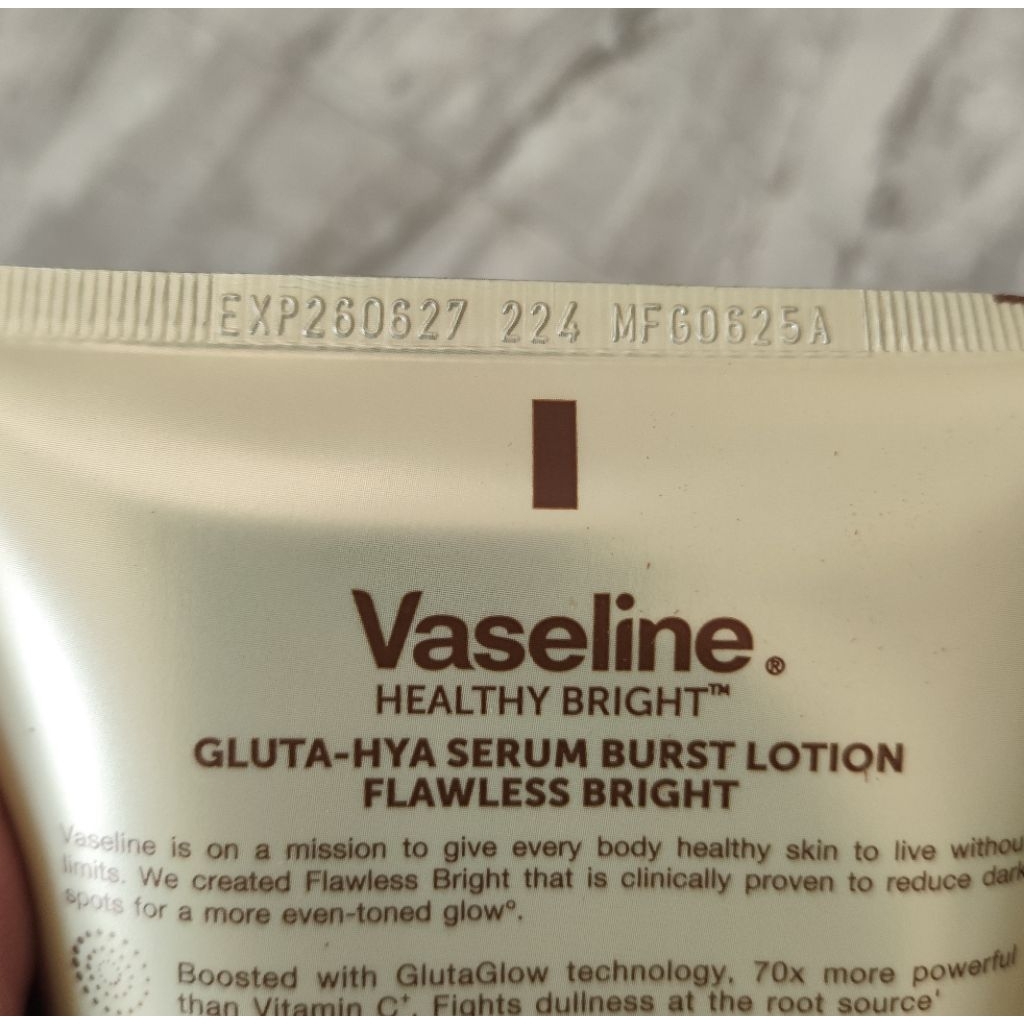 EXP260627 224 MFG0625A
Vaseline®
HEALTHY BRIGHT™
GLUTA-HYA SERUM BURST LOTION
FLAWLESS BRIGHT
Vaseline is on a mission to give every body healthy skin to live withou
limits. We created Flawless Bright that is clinically proven to reduce dark
spots for a more even-toned glow°.
Boosted with GlutaGlow technology, 70x more powerful
than Vitamin C⁺. Fights dullness at the root source'